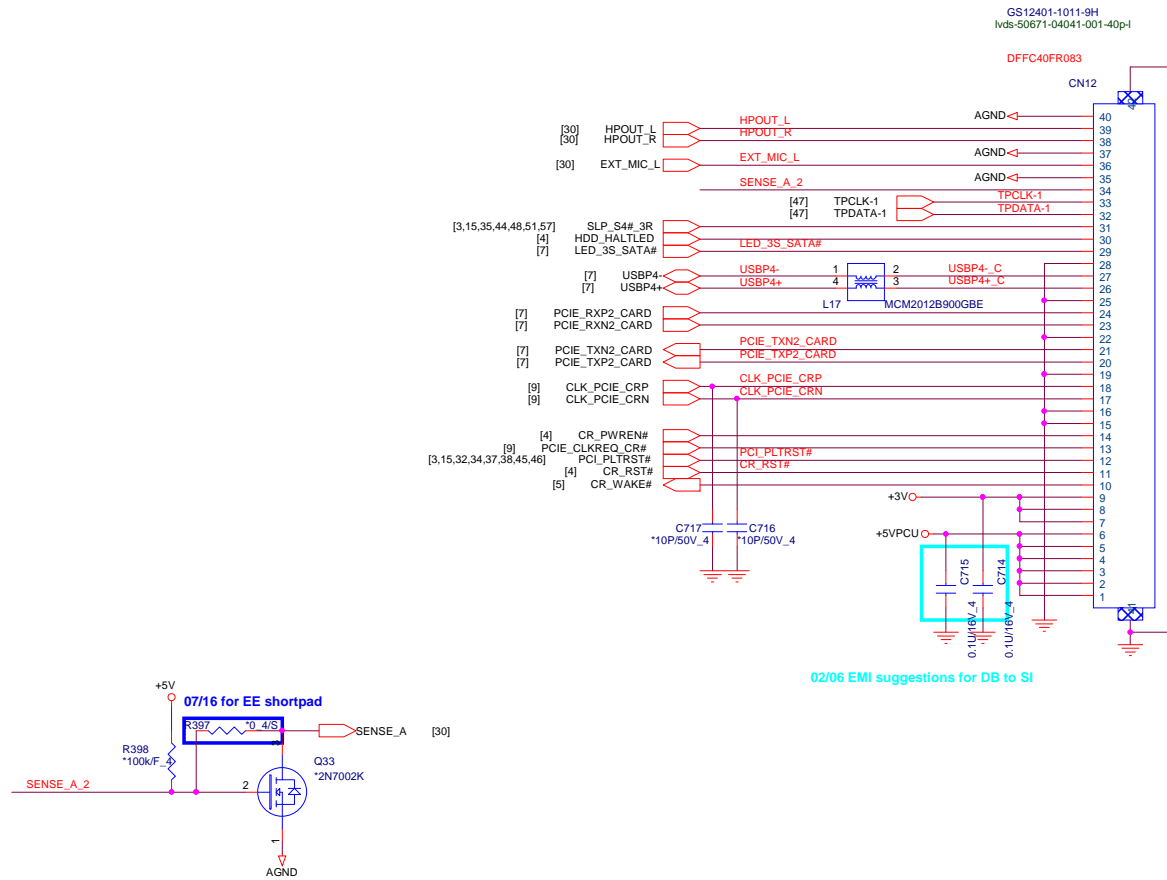 GS12401-1011-9H
lvds-50671-04041-001-40p-l
DFFC40FR083
CN12
AGND 40
[30] HPOUT_L HPOUT_L 39
[30] HPOUT_R HPOUT_R 38
AGND 37
[30] EXT_MIC_L EXT_MIC_L 36
AGND 35
SENSE_A_2 34
[47] TPCLK-1 TPCLK-1 33
[47] TPDATA-1 TPDATA-1 32
[3,15,35,44,48,51,57] SLP_S4#_3R 31
[4] HDD_HALTLED 30
[7] LED_3S_SATA# LED_3S_SATA# 29
28
[7] USBP4- USBP4- 1 2 USBP4-_C 27
[7] USBP4+ USBP4+ 4 3 USBP4+_C 26
L17 MCM2012B900GBE 25
[7] PCIE_RXP2_CARD 24
[7] PCIE_RXN2_CARD 23
22
[7] PCIE_TXN2_CARD PCIE_TXN2_CARD 21
[7] PCIE_TXP2_CARD PCIE_TXP2_CARD 20
19
[9] CLK_PCIE_CRP CLK_PCIE_CRP 18
[9] CLK_PCIE_CRN CLK_PCIE_CRN 17
16
15
[4] CR_PWREN# 14
[9] PCIE_CLKREQ_CR# 13
[3,15,32,34,37,38,45,46] PCI_PLTRST# PCI_PLTRST# 12
[4] CR_RST# CR_RST# 11
[5] CR_WAKE# 10
+3V 9
8
7
C717 C716
*10P/50V_4 *10P/50V_4
+5VPCU 6
5
4
3
2
1
C715 C714
0.1U/16V_4 0.1U/16V_4
02/06 EMI suggestions for DB to SI
+5V
07/16 for EE shortpad
R397 *0_4/S
SENSE_A [30]
3
R398
*100k/F_4
Q33
*2N7002K
SENSE_A_2 2
1
AGND